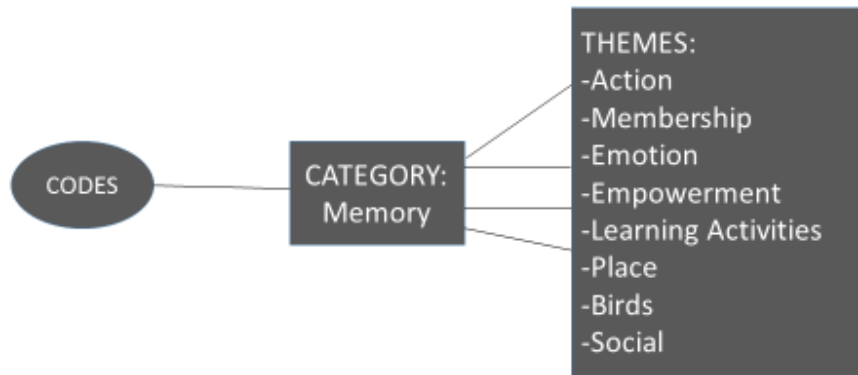 CODES
CATEGORY:
Memory
THEMES:
-Action
-Membership
-Emotion
-Empowerment
-Learning Activities
-Place
-Birds
-Social